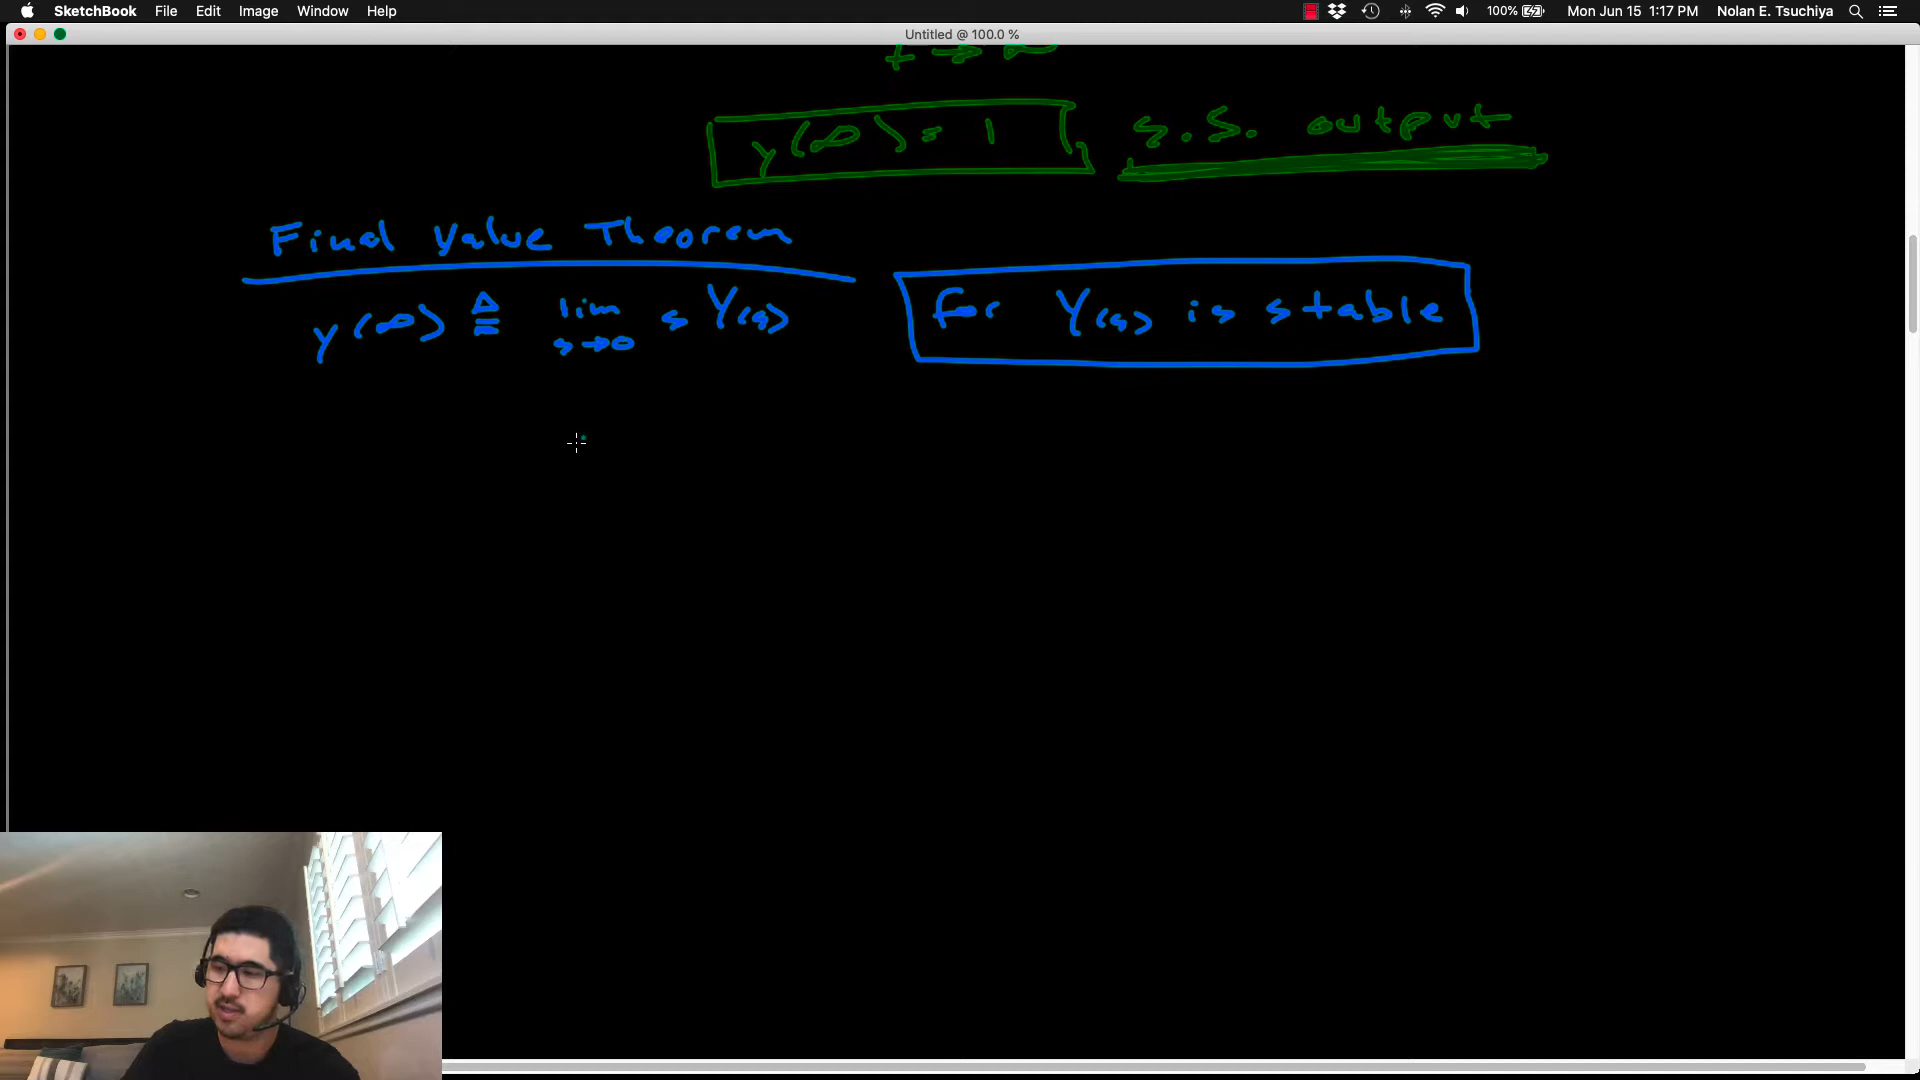 SketchBook File Edit Image Window Help 100% Mon Jun 15 1:17 PM Nolan E. Tsuchiya
Untitled @ 100.0 %
t → ∞
y(∞) = 1 s.s. output
Final Value Theorem
y(∞) ≜ lim s→0 s Y(s) for Y(s) is stable